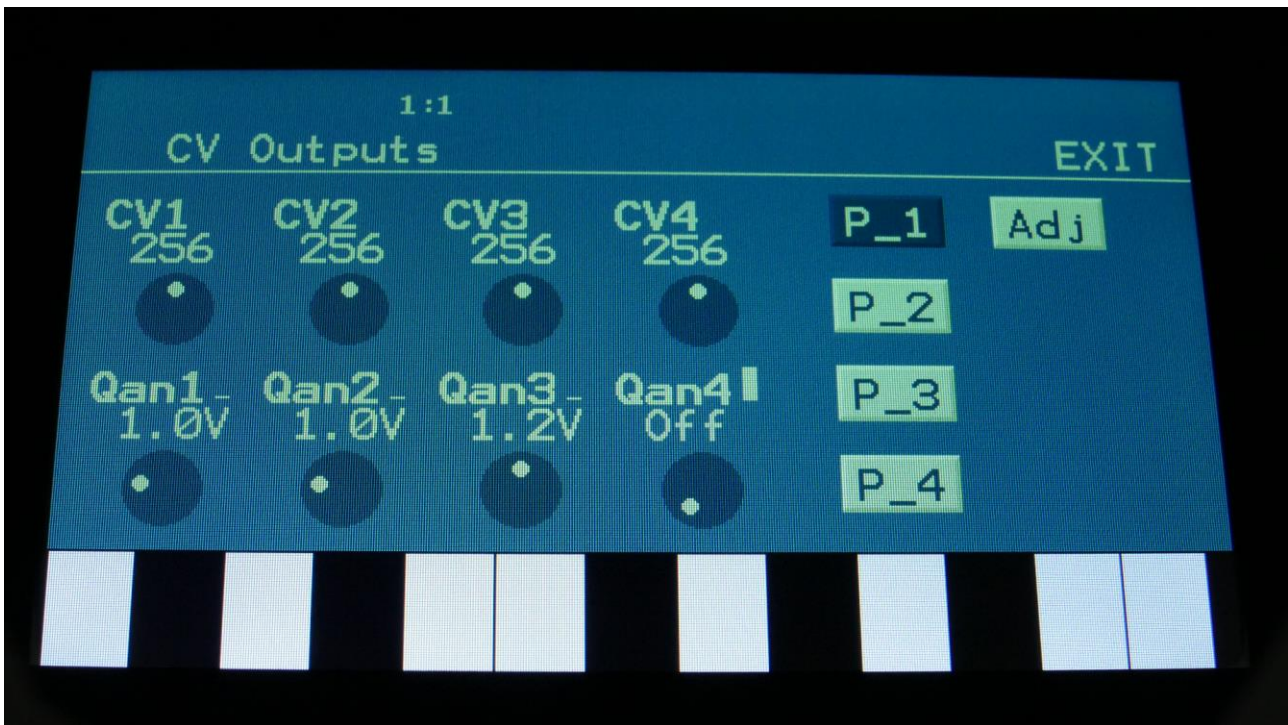 1:1
CV Outputs EXIT
CV1 CV2 CV3 CV4 P_1 Adj
256 256 256 256
P_2
Qan1 Qan2 Qan3 Qan4 P_3
1.0V 1.0V 1.2V Off
P_4